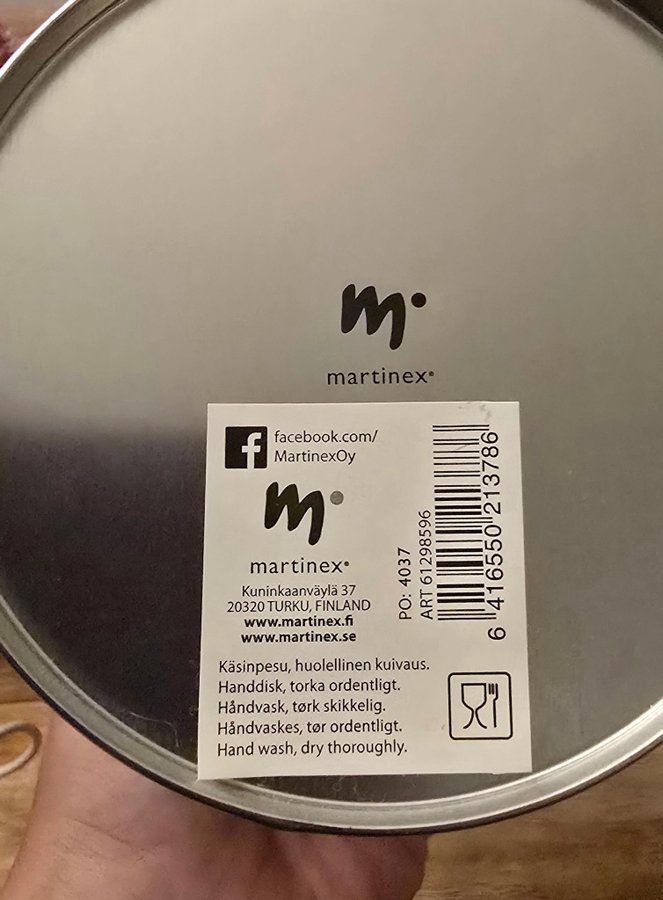 m
martinex®
f
facebook.com/
MartinexOy
m
martinex®
Kuninkaanväylä 37
20320 TURKU, FINLAND
www.martinex.fi
www.martinex.se
PO: 4037
ART 61298596
6 416550 213786
Käsinpesu, huolellinen kuivaus.
Handdisk, torka ordentligt.
Håndvask, tørk skikkelig.
Håndvaskes, tør ordentligt.
Hand wash, dry thoroughly.